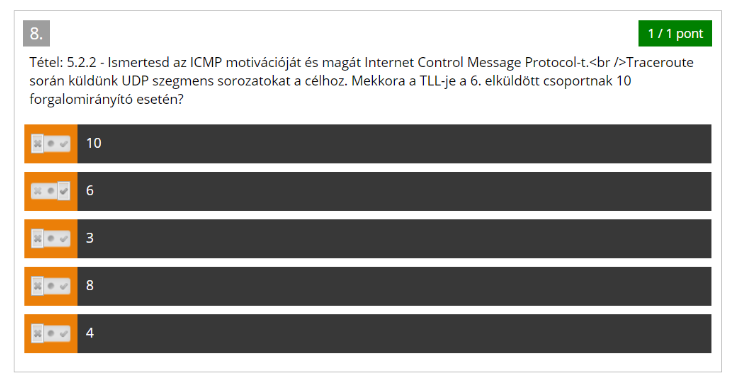 8.
1 / 1 pont
Tétel: 5.2.2 - Ismertesd az ICMP motivációját és magát Internet Control Message Protocol-t.<br />Traceroute
során küldünk UDP szegmens sorozatokat a célhoz. Mekkora a TLL-je a 6. elküldött csoportnak 10
forgalomirányító esetén?
10
6
3
8
4